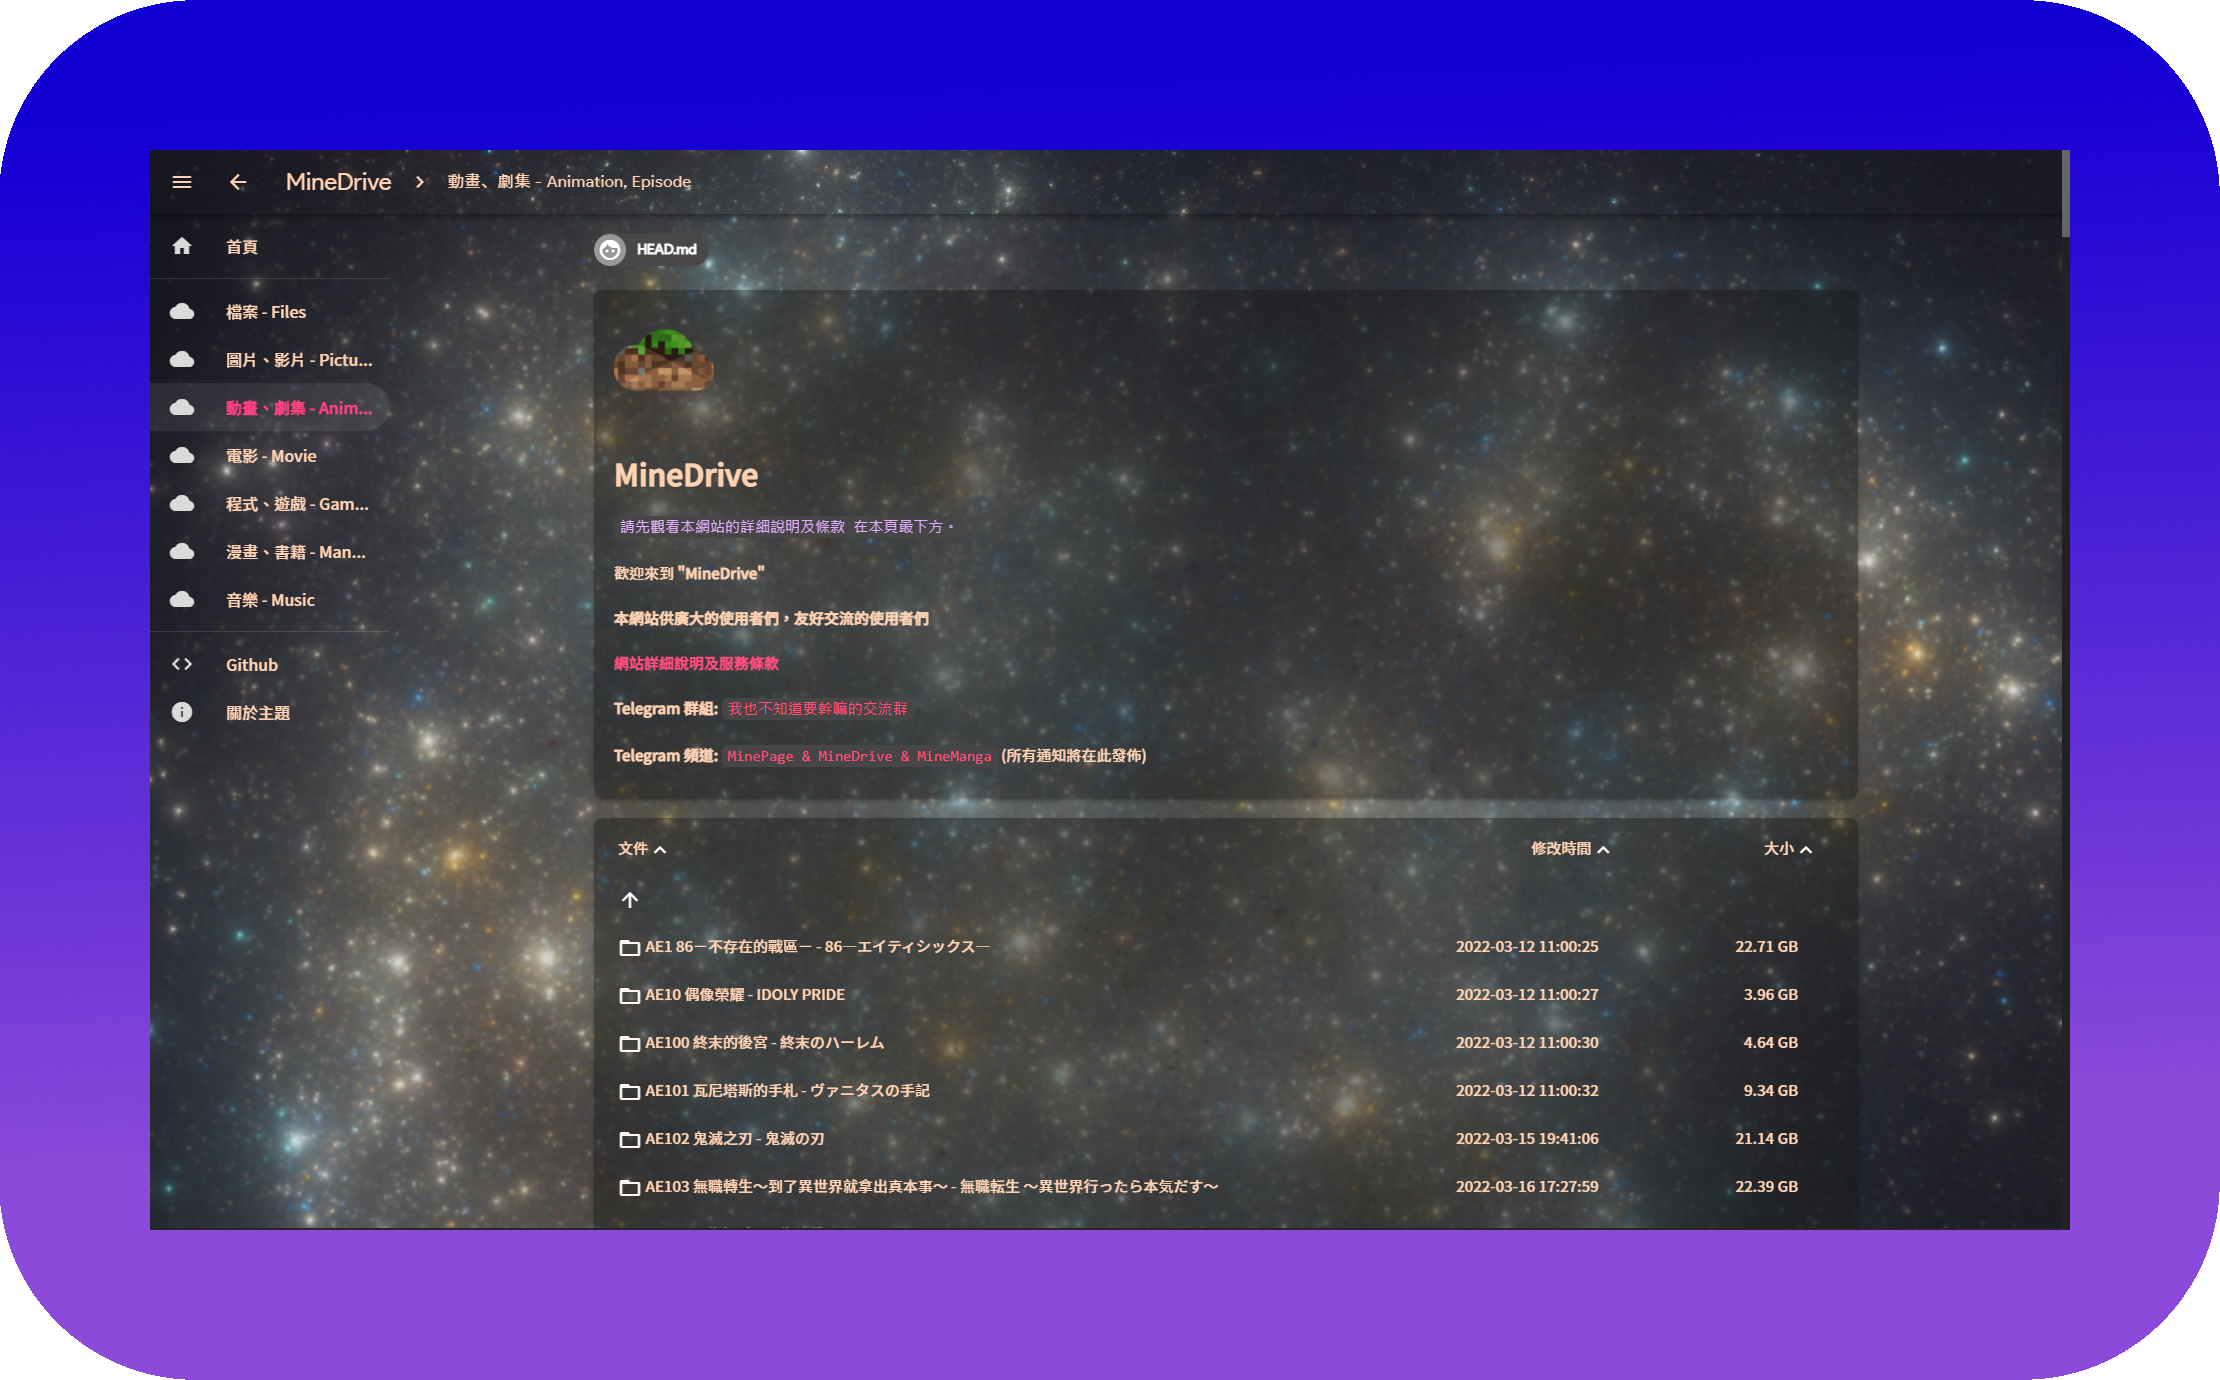 MineDrive > 動畫、劇集 - Animation, Episode
首頁
檔案 - Files
圖片、影片 - Pictu...
動畫、劇集 - Anim...
電影 - Movie
程式、遊戲 - Gam...
漫畫、書籍 - Man...
音樂 - Music
Github
關於主題
HEAD.md
MineDrive
請先觀看本網站的詳細說明及條款 在本頁最下方。
歡迎來到 "MineDrive"
本網站供廣大的使用者們，友好交流的使用者們
網站詳細說明及服務條款
Telegram 群組: 我也不知道要幹嘛的交流群
Telegram 頻道: MinePage & MineDrive & MineManga (所有通知將在此發佈)
文件 修改時間 大小
AE1 86－不存在的戰區－ - 86―エイティシックス― 2022-03-12 11:00:25 22.71 GB
AE10 偶像榮耀 - IDOLY PRIDE 2022-03-12 11:00:27 3.96 GB
AE100 終末的後宮 - 終末のハーレム 2022-03-12 11:00:30 4.64 GB
AE101 瓦尼塔斯的手札 - ヴァニタスの手記 2022-03-12 11:00:32 9.34 GB
AE102 鬼滅之刃 - 鬼滅の刃 2022-03-15 19:41:06 21.14 GB
AE103 無職轉生～到了異世界就拿出真本事～ - 無職転生 ～異世界行ったら本気だす～ 2022-03-16 17:27:59 22.39 GB